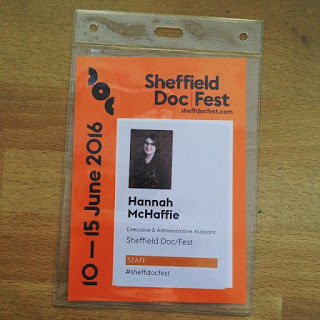 Sheffield
Doc|Fest
sheffdocfest.com
10 — 15 June 2016
Hannah
McHaffie
Executive & Administrative Assistant
Sheffield Doc/Fest
STAFF
#sheffdocfest